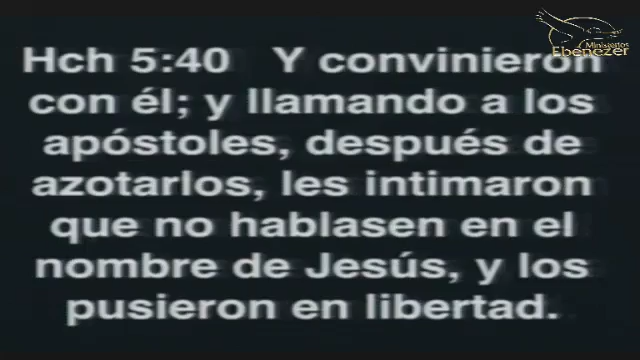 Ministerios
Ebenezer
Hch 5:40 Y convinieron
con él; y llamando a los
apóstoles, después de
azotarlos, les intimaron
que no hablasen en el
nombre de Jesús, y los
pusieron en libertad.